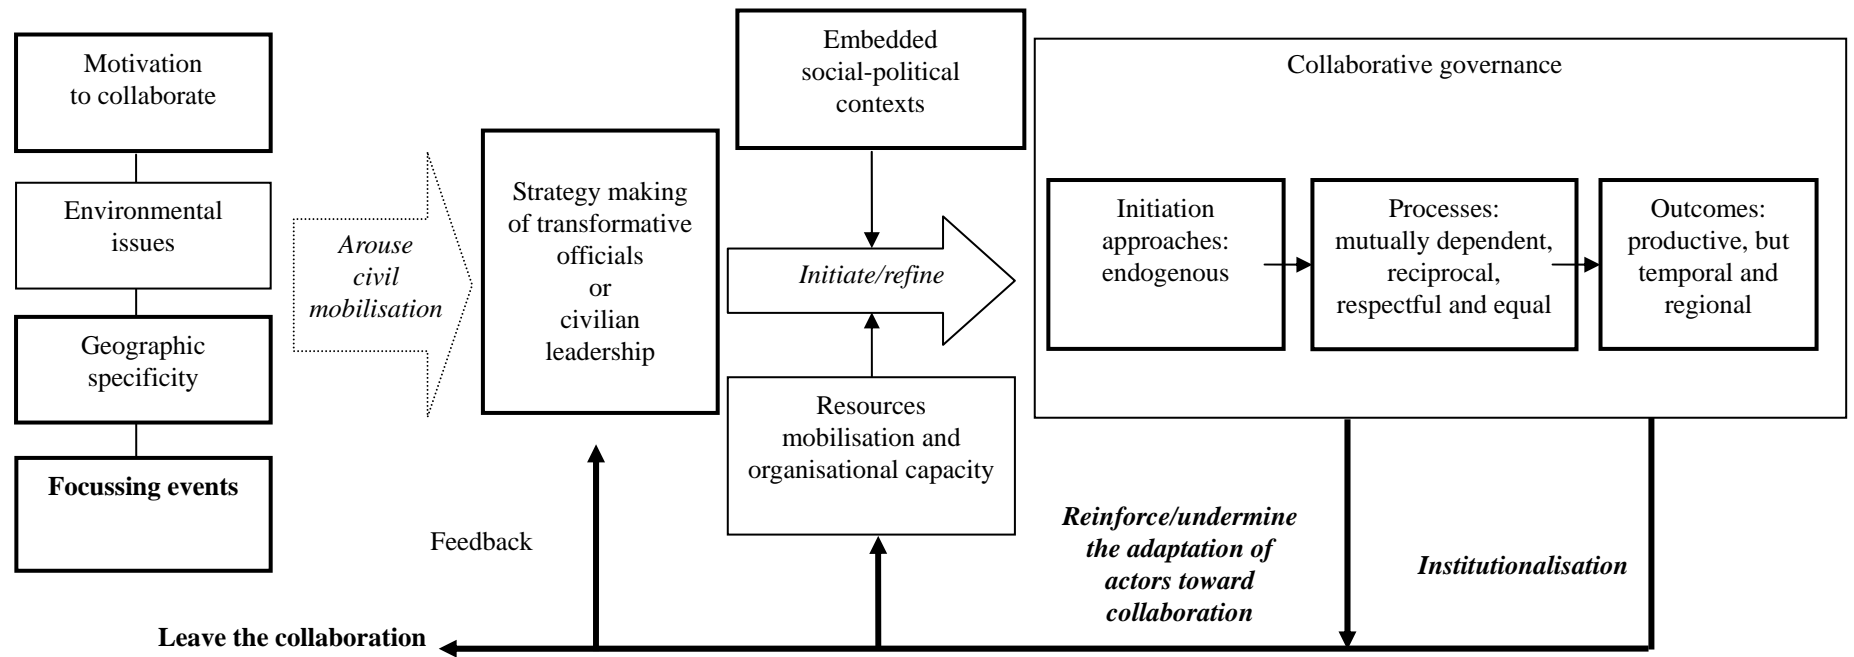 Motivation
to collaborate
Environmental
issues
Geographic
specificity
Focussing events
Arouse
civil
mobilisation
Strategy making
of transformative
officials
or
civilian
leadership
Embedded
social-political
contexts
Initiate/refine
Resources
mobilisation and
organisational capacity
Collaborative governance
Initiation
approaches:
endogenous
Processes:
mutually dependent,
reciprocal,
respectful and equal
Outcomes:
productive, but
temporal and
regional
Feedback
Reinforce/undermine
the adaptation of
actors toward
collaboration
Institutionalisation
Leave the collaboration